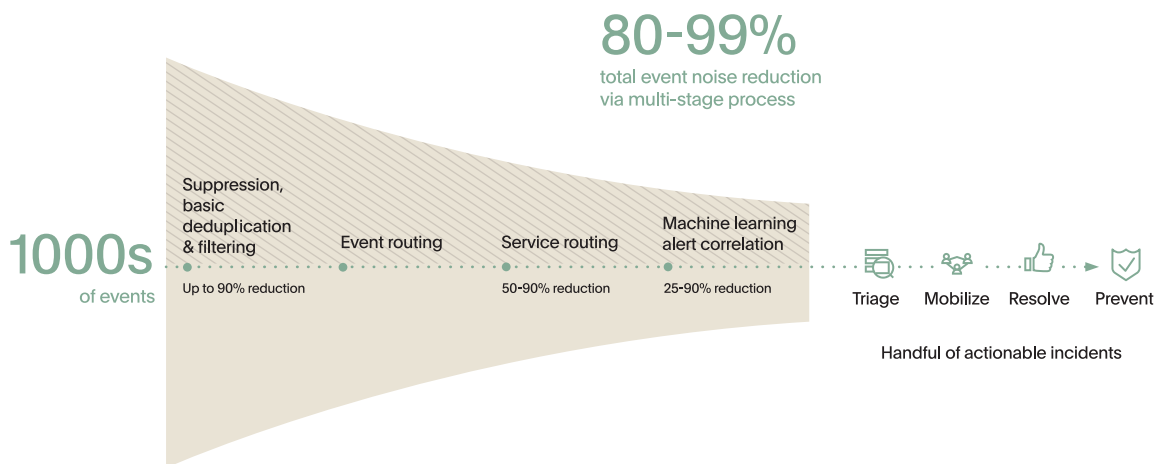 80-99%
total event noise reduction
via multi-stage process
1000s
of events
Suppression,
basic
deduplication
& filtering
Up to 90% reduction
Event routing
Service routing
50-90% reduction
Machine learning
alert correlation
25-90% reduction
Triage
Mobilize
Resolve
Prevent
Handful of actionable incidents